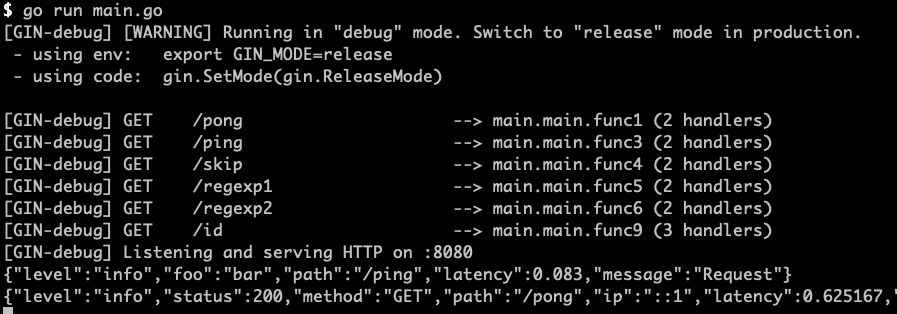 $ go run main.go
[GIN-debug] [WARNING] Running in "debug" mode. Switch to "release" mode in production.
 - using env:   export GIN_MODE=release
 - using code:  gin.SetMode(gin.ReleaseMode)

[GIN-debug] GET    /pong                     --> main.main.func1 (2 handlers)
[GIN-debug] GET    /ping                     --> main.main.func3 (2 handlers)
[GIN-debug] GET    /skip                     --> main.main.func4 (2 handlers)
[GIN-debug] GET    /regexp1                  --> main.main.func5 (2 handlers)
[GIN-debug] GET    /regexp2                  --> main.main.func6 (2 handlers)
[GIN-debug] GET    /id                       --> main.main.func9 (3 handlers)
[GIN-debug] Listening and serving HTTP on :8080
{"level":"info","foo":"bar","path":"/ping","latency":0.083,"message":"Request"}
{"level":"info","status":200,"method":"GET","path":"/pong","ip":"::1","latency":0.625167,"